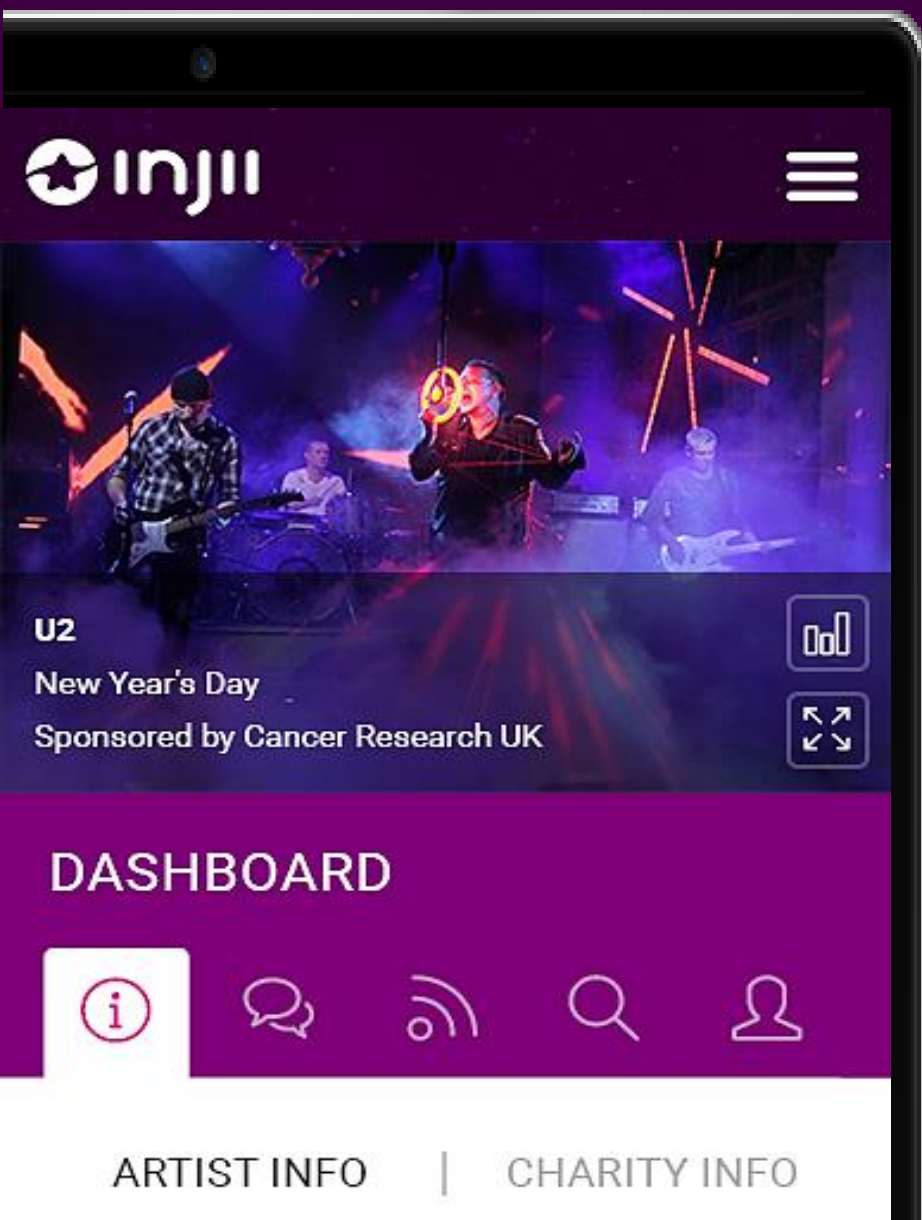 INJII
U2
New Year's Day
Sponsored by Cancer Research UK
DASHBOARD
ARTIST INFO | CHARITY INFO